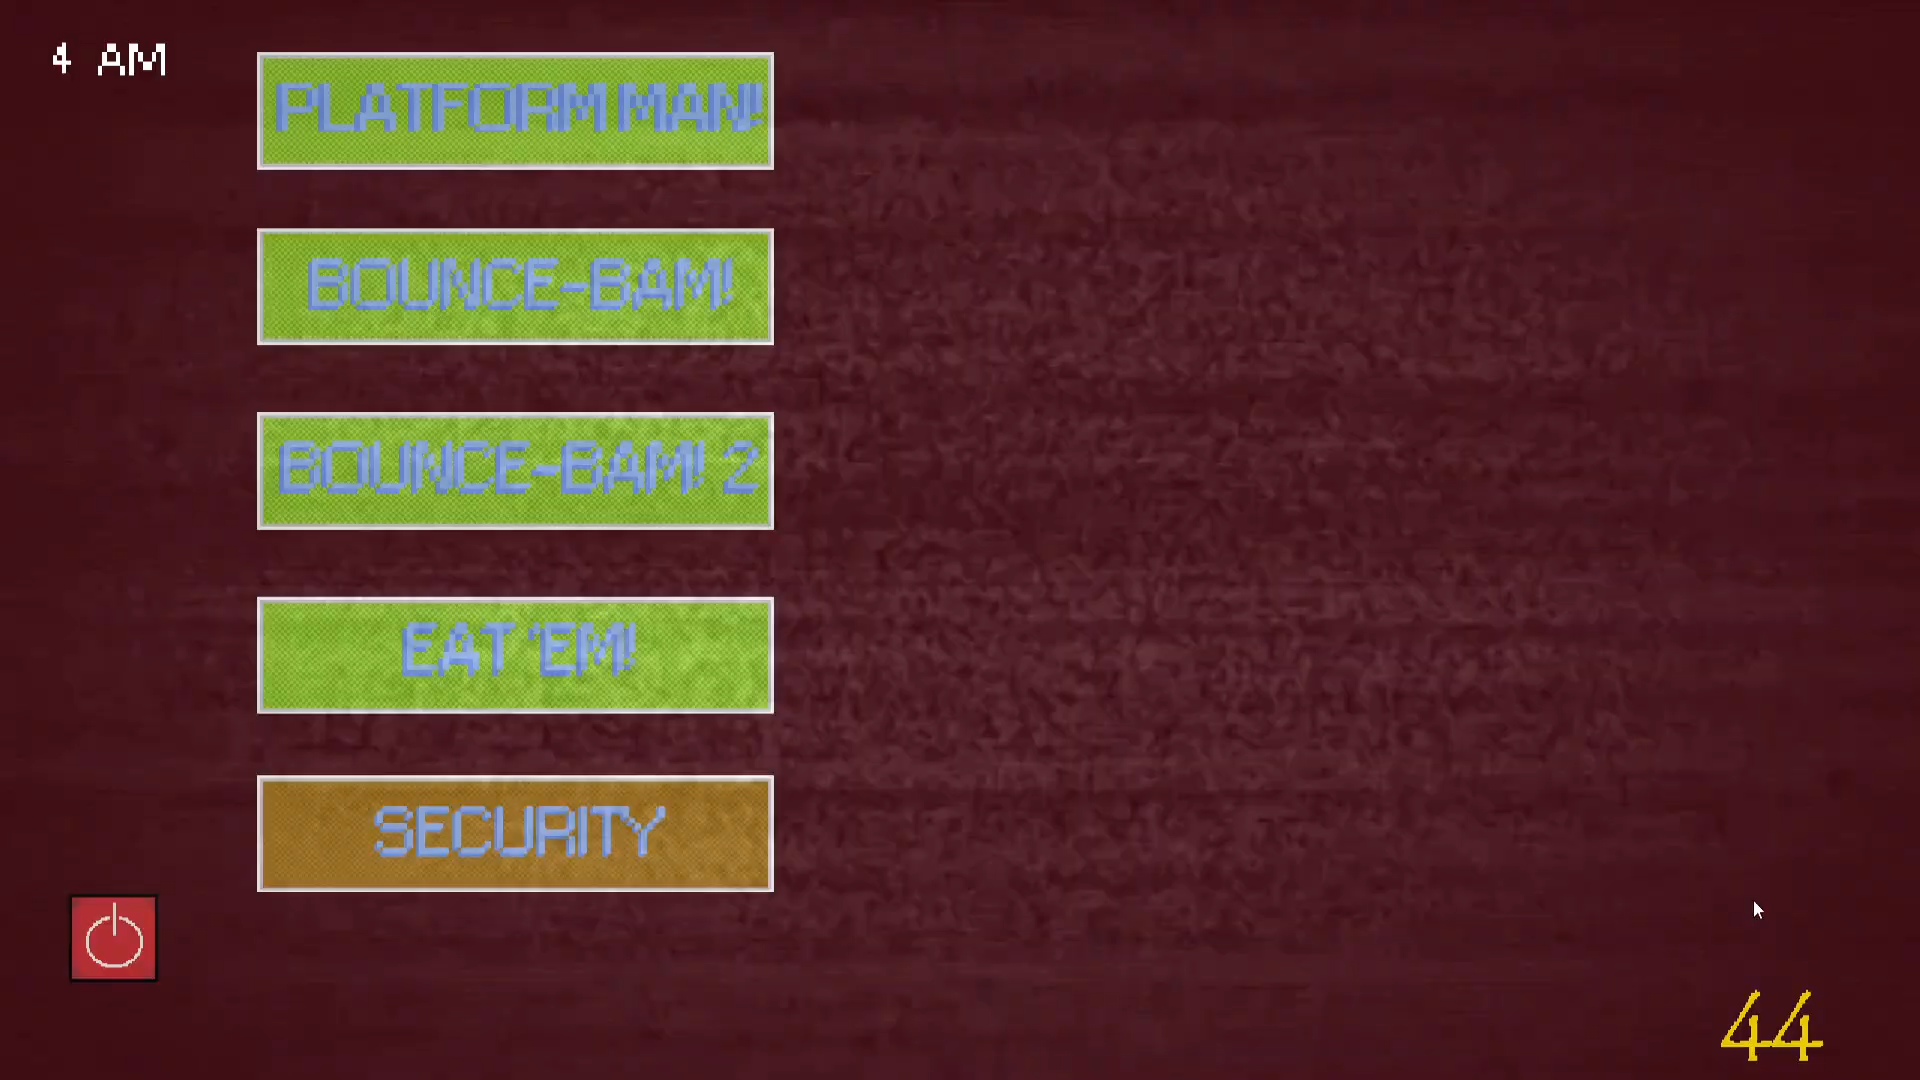 4 AM
PLATFORM MAN!
BOUNCE-BAM!
BOUNCE-BAM! 2
EAT 'EM!
SECURITY
44